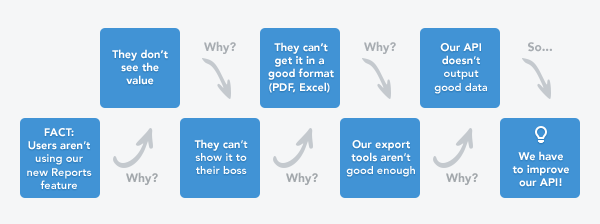 FACT:
Users aren't
using our
new Reports
feature
Why?
They don't
see the
value
Why?
They can't
show it to
their boss
Why?
They can't
get it in a
good format
(PDF, Excel)
Why?
Our export
tools aren't
good enough
Why?
Our API
doesn't
output
good data
So...
We have
to improve
our API!